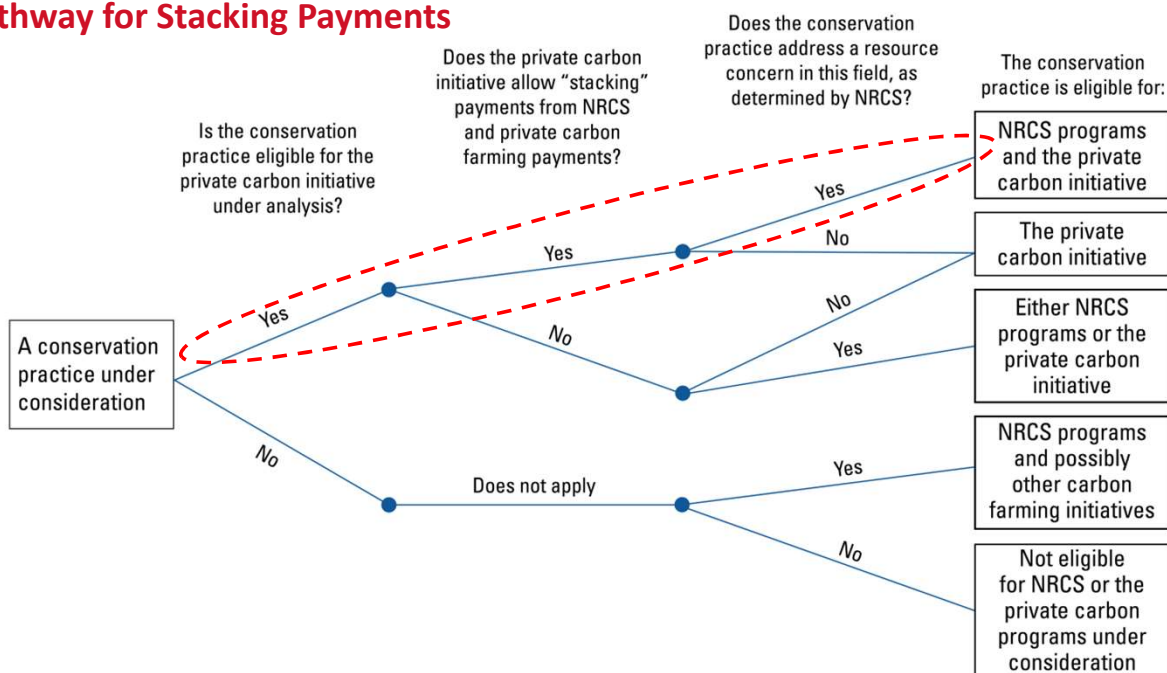 thway for Stacking Payments
Is the conservation
practice eligible for the
private carbon initiative
under analysis?
Does the private carbon
initiative allow “stacking”
payments from NRCS
and private carbon
farming payments?
Does the conservation
practice address a resource
concern in this field, as
determined by NRCS?
The conservation
practice is eligible for:
A conservation
practice under
consideration
Yes
No
Yes
No
Does not apply
Yes
No
No
Yes
Yes
No
NRCS programs
and the private
carbon initiative
The private
carbon initiative
Either NRCS
programs or the
private carbon
initiative
NRCS programs
and possibly
other carbon
farming initiatives
Not eligible
for NRCS or the
private carbon
programs under
consideration